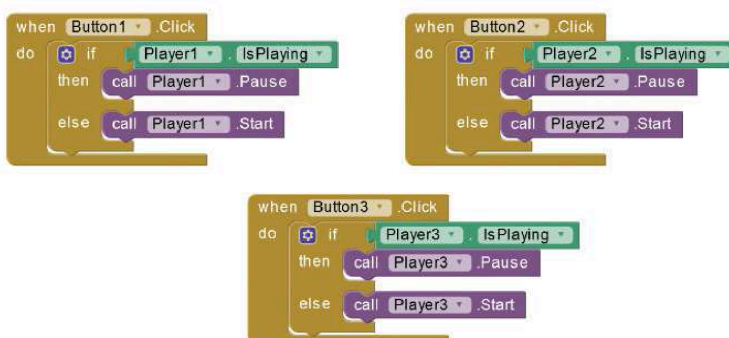 when Button1 .Click
do if Player1 . IsPlaying
then call Player1 .Pause
else call Player1 .Start
when Button2 .Click
do if Player2 . IsPlaying
then call Player2 .Pause
else call Player2 .Start
when Button3 .Click
do if Player3 . IsPlaying
then call Player3 .Pause
else call Player3 .Start